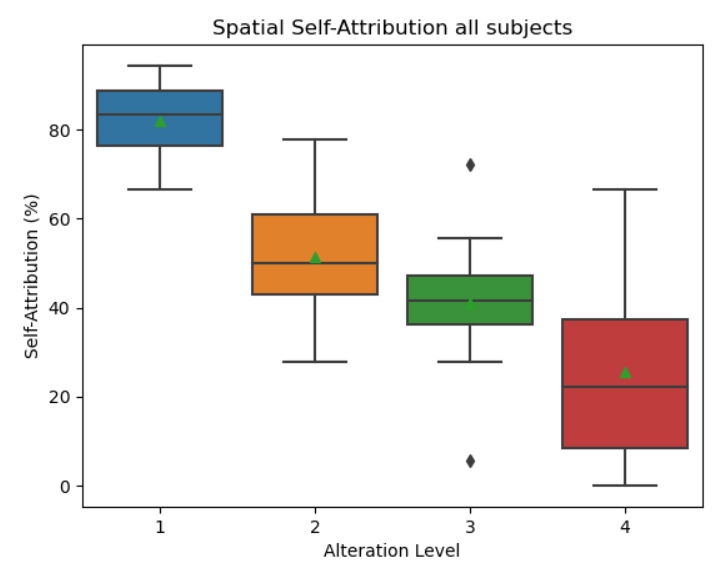 Spatial Self-Attribution all subjects
Self-Attribution (%)
80
60
40
20
0
1 2 3 4
Alteration Level